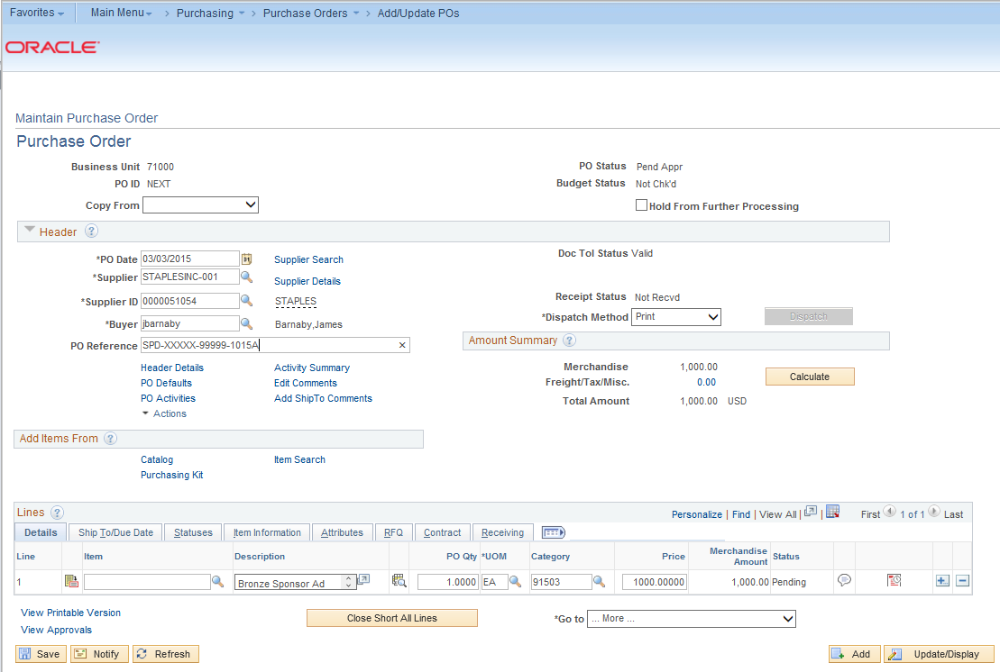 Favorites Main Menu > Purchasing > Purchase Orders > Add/Update POs
ORACLE
Maintain Purchase Order
Purchase Order
Business Unit 71000 PO Status Pend Appr
PO ID NEXT Budget Status Not Chk'd
Copy From Hold From Further Processing
Header
*PO Date 03/03/2015 Supplier Search Doc Tol Status Valid
*Supplier STAPLESINC-001 Supplier Details
*Supplier ID 0000051054 STAPLES Receipt Status Not Recvd
*Buyer jbarnaby Barnaby,James *Dispatch Method Print Dispatch
PO Reference SPD-XXXXX-99999-1015A Amount Summary
Header Details Activity Summary Merchandise 1,000.00
PO Defaults Edit Comments Freight/Tax/Misc. 0.00 Calculate
PO Activities Add ShipTo Comments Total Amount 1,000.00 USD
Actions
Add Items From
Catalog Item Search
Purchasing Kit
Lines Personalize | Find | View All | | First 1 of 1 Last
Details Ship To/Due Date Statuses Item Information Attributes RFQ Contract Receiving
Line Item Description PO Qty *UOM Category Price Merchandise Amount Status
1 Bronze Sponsor Ad 1.0000 EA 91503 1000.00000 1,000.00 Pending
View Printable Version Close Short All Lines *Go to ... More ...
View Approvals
Save Notify Refresh Add Update/Display